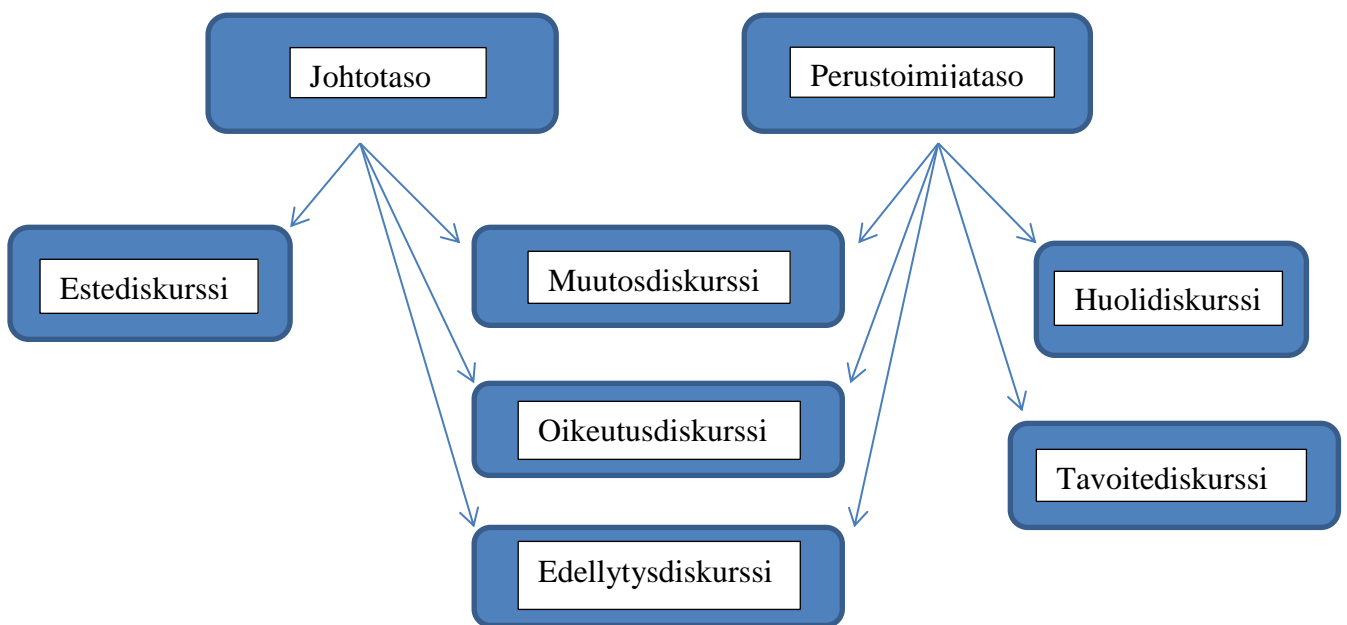 Johtotaso
Perustoimijataso
Estediskurssi
Muutosdiskurssi
Huolidiskurssi
Oikeutusdiskurssi
Tavoitediskurssi
Edellytysdiskurssi